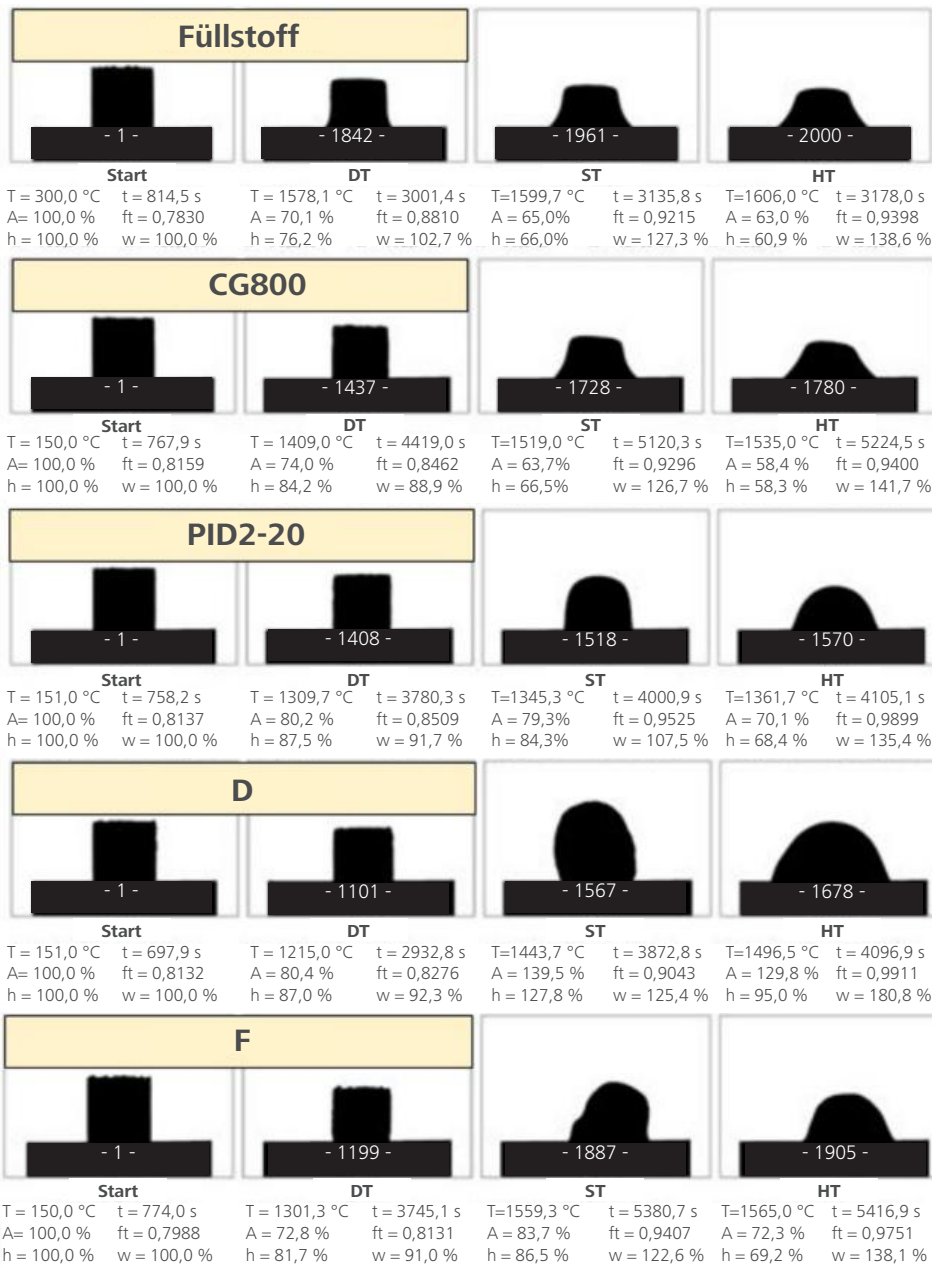 Füllstoff
- 1 - - 1842 - - 1961 - - 2000 -
Start DT ST HT
T = 300,0 °C t = 814,5 s T = 1578,1 °C t = 3001,4 s T=1599,7 °C t = 3135,8 s T=1606,0 °C t = 3178,0 s
A= 100,0 % ft = 0,7830 A = 70,1 % ft = 0,8810 A = 65,0% ft = 0,9215 A = 63,0 % ft = 0,9398
h = 100,0 % w = 100,0 % h = 76,2 % w = 102,7 % h = 66,0% w = 127,3 % h = 60,9 % w = 138,6 %
CG800
- 1 - - 1437 - - 1728 - - 1780 -
Start DT ST HT
T = 150,0 °C t = 767,9 s T = 1409,0 °C t = 4419,0 s T=1519,0 °C t = 5120,3 s T=1535,0 °C t = 5224,5 s
A= 100,0 % ft = 0,8159 A = 74,0 % ft = 0,8462 A = 63,7% ft = 0,9296 A = 58,4 % ft = 0,9400
h = 100,0 % w = 100,0 % h = 84,2 % w = 88,9 % h = 66,5% w = 126,7 % h = 58,3 % w = 141,7 %
PID2-20
- 1 - - 1408 - - 1518 - - 1570 -
Start DT ST HT
T = 151,0 °C t = 758,2 s T = 1309,7 °C t = 3780,3 s T=1345,3 °C t = 4000,9 s T=1361,7 °C t = 4105,1 s
A= 100,0 % ft = 0,8137 A = 80,2 % ft = 0,8509 A = 79,3% ft = 0,9525 A = 70,1 % ft = 0,9899
h = 100,0 % w = 100,0 % h = 87,5 % w = 91,7 % h = 84,3% w = 107,5 % h = 68,4 % w = 135,4 %
D
- 1 - - 1101 - - 1567 - - 1678 -
Start DT ST HT
T = 151,0 °C t = 697,9 s T = 1215,0 °C t = 2932,8 s T=1443,7 °C t = 3872,8 s T=1496,5 °C t = 4096,9 s
A= 100,0 % ft = 0,8132 A = 80,4 % ft = 0,8276 A = 139,5 % ft = 0,9043 A = 129,8 % ft = 0,9911
h = 100,0 % w = 100,0 % h = 87,0 % w = 92,3 % h = 127,8 % w = 125,4 % h = 95,0 % w = 180,8 %
F
- 1 - - 1199 - - 1887 - - 1905 -
Start DT ST HT
T = 150,0 °C t = 774,0 s T = 1301,3 °C t = 3745,1 s T=1559,3 °C t = 5380,7 s T=1565,0 °C t = 5416,9 s
A= 100,0 % ft = 0,7988 A = 72,8 % ft = 0,8131 A = 83,7 % ft = 0,9407 A = 72,3 % ft = 0,9751
h = 100,0 % w = 100,0 % h = 81,7 % w = 91,0 % h = 86,5 % w = 122,6 % h = 69,2 % w = 138,1 %